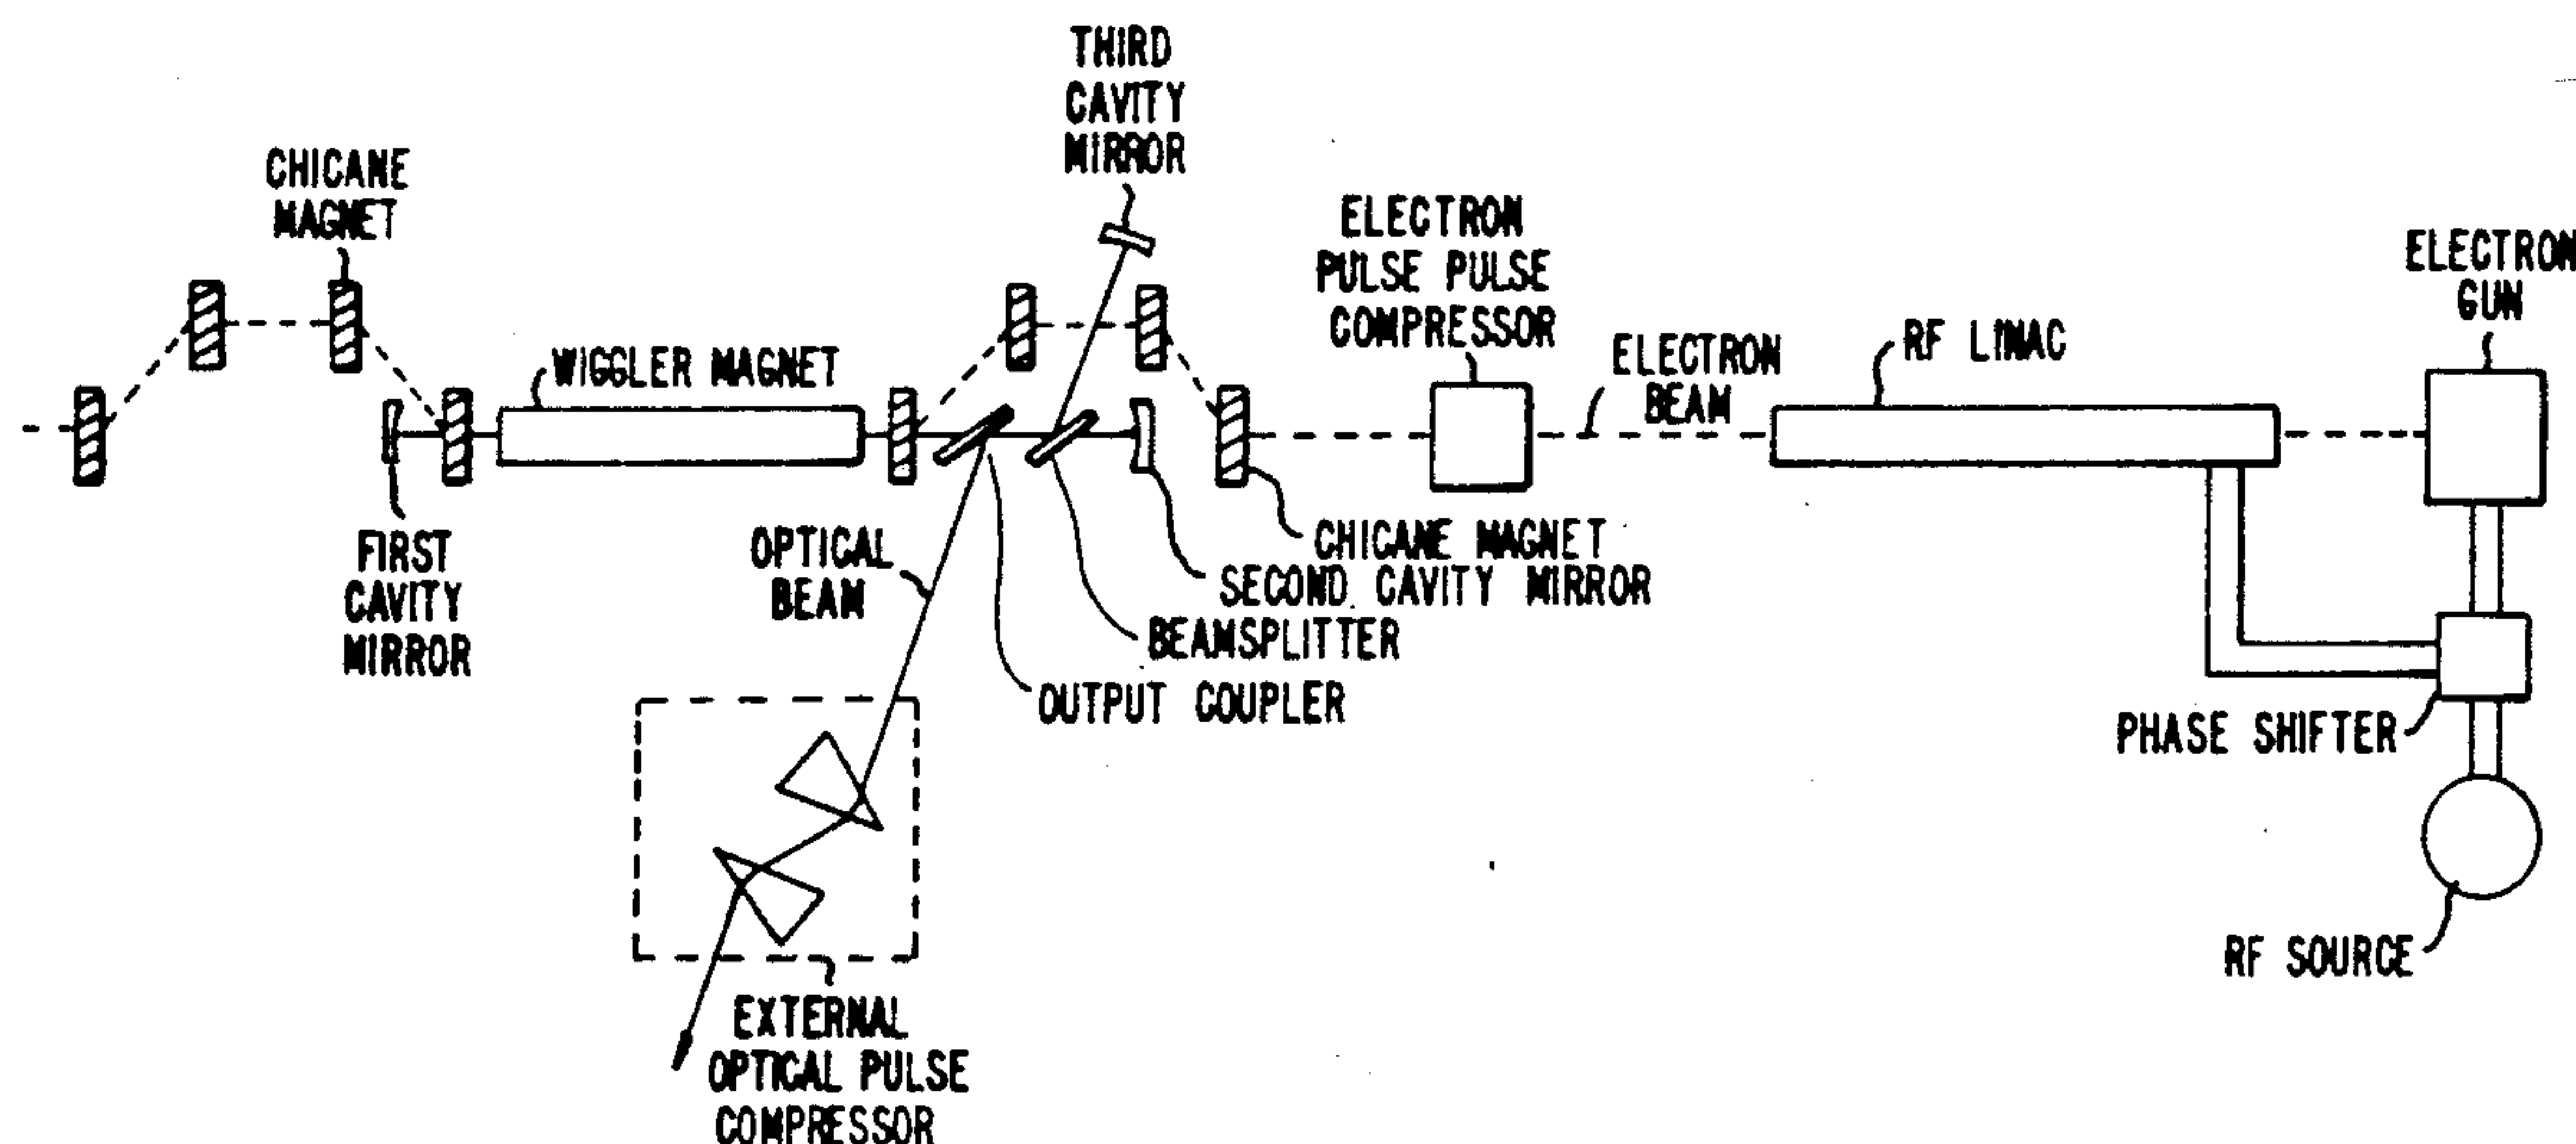 THIRD
CAVITY
MIRROR
CHICANE
MAGNET
ELECTRON
PULSE PULSE
COMPRESSOR
ELECTRON
GUN
WIGGLER MAGNET
ELECTRON
BEAM
RF LINAC
FIRST
CAVITY
MIRROR
OPTICAL
BEAM
CHICANE MAGNET
SECOND CAVITY MIRROR
BEAMSPLITTER
OUTPUT COUPLER
PHASE SHIFTER
RF SOURCE
EXTERNAL
OPTICAL PULSE
COMPRESSOR